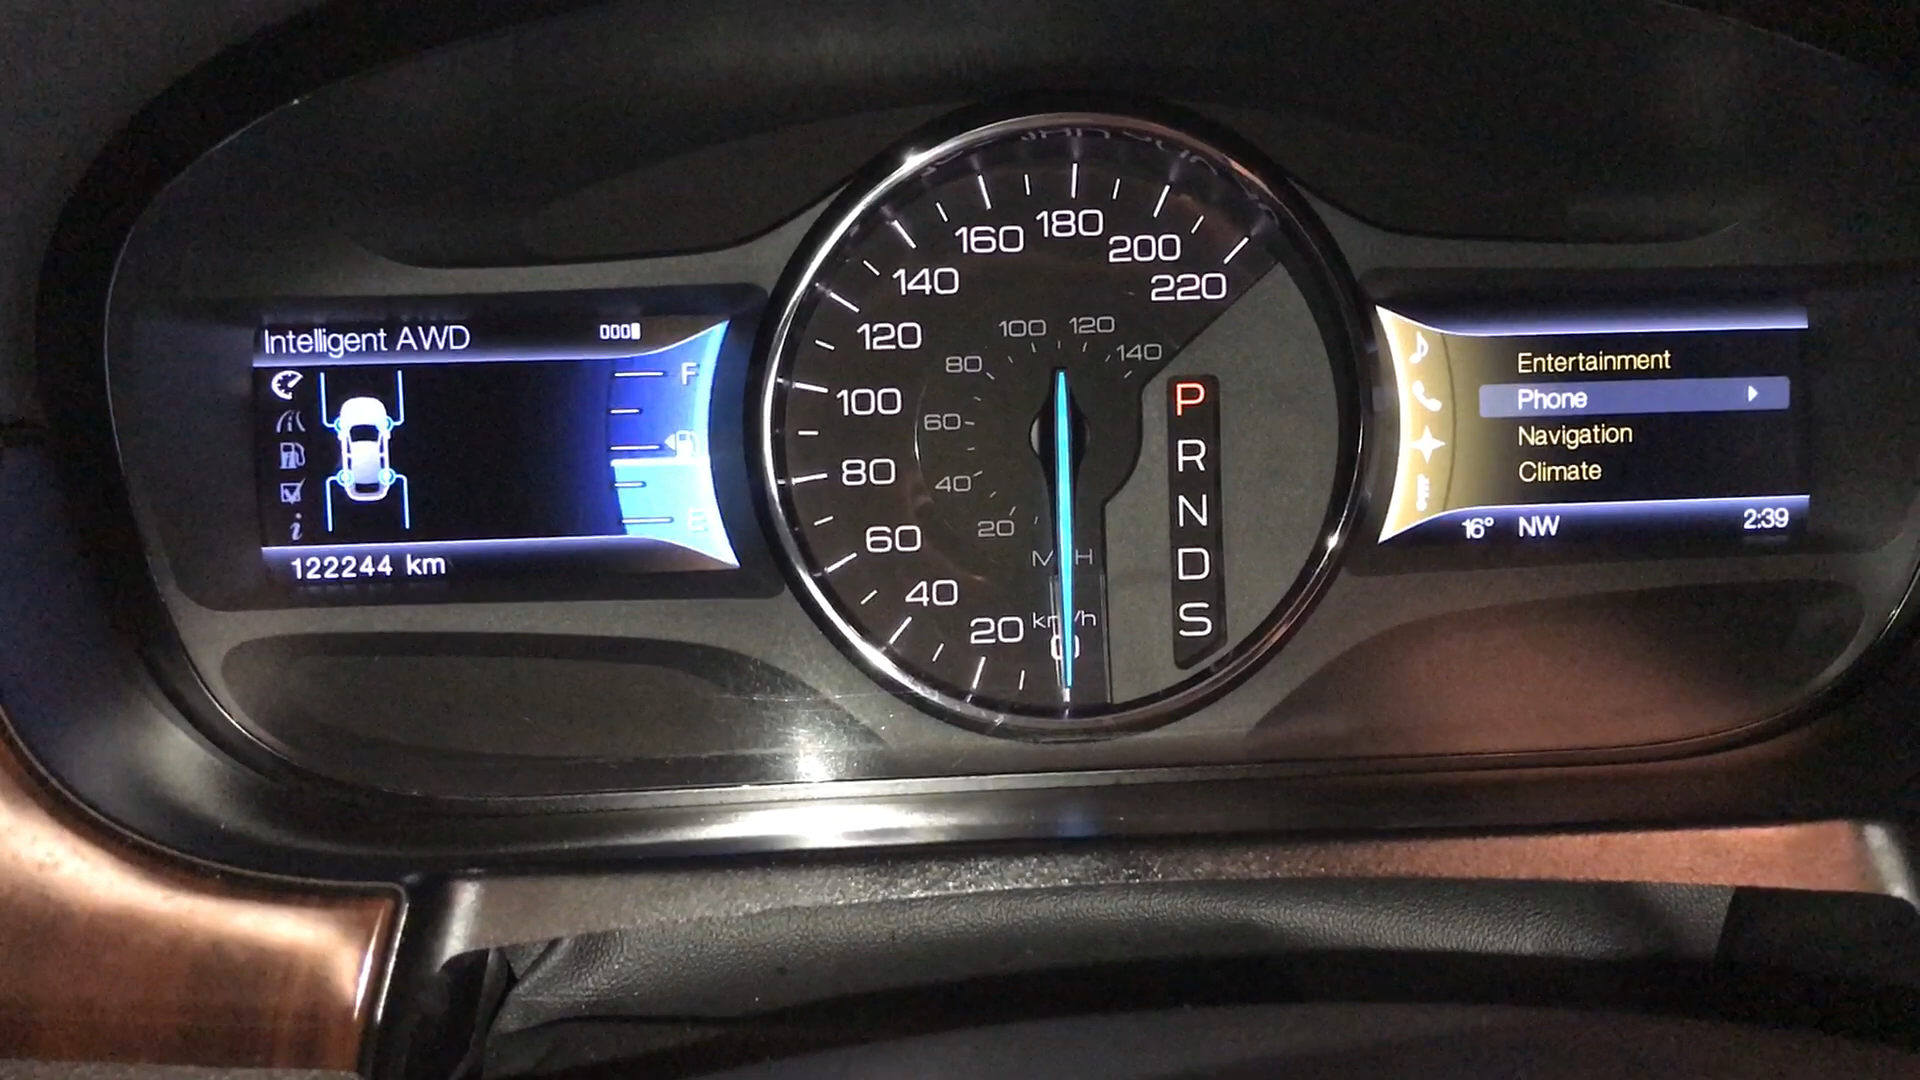 Intelligent AWD
F
E
122244 km
0
20
40
60
80
100
120
140
160
180
200
220
20
40
60
80
100
120
140
MPH
km/h
P
R
N
D
S
Entertainment
Phone
Navigation
Climate
16° NW
2:39